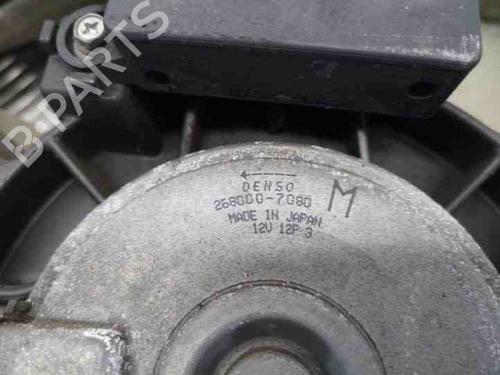 B-PARTS
DENSO
268000-7080
M
MADE IN JAPAN
12V 12P 3